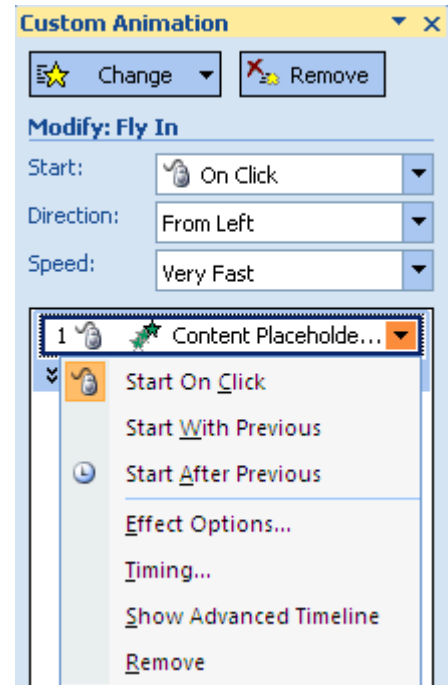 Custom Animation
Change Remove
Modify: Fly In
Start: On Click
Direction: From Left
Speed: Very Fast
1 Content Placeholde...
Start On Click
Start With Previous
Start After Previous
Effect Options...
Timing...
Show Advanced Timeline
Remove